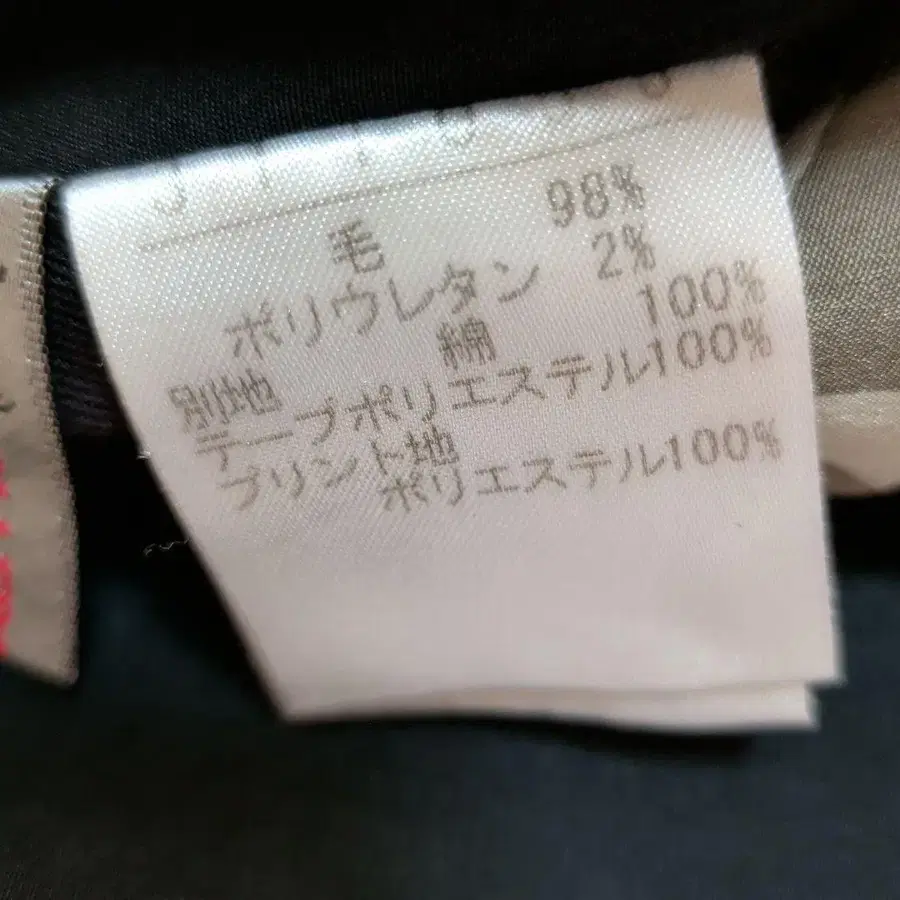 毛 98%
ポリウレタン 2%
別地 綿 100%
テープポリエステル100%
プリント地
ポリエステル100%